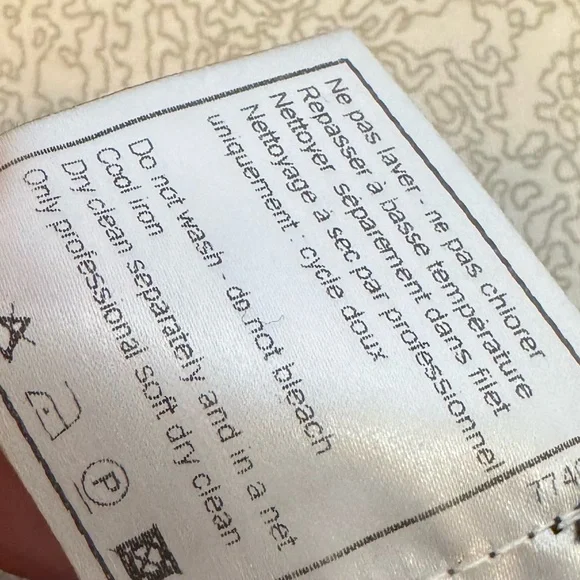 Ne pas laver - ne pas chlorer
Repasser à basse température
Nettoyer séparement dans filet
Nettoyage à sec par professionnel
uniquement - cycle doux
Do not wash - do not bleach
Cool iron
Dry clean separately and in a net
Only professional soft dry clean
P